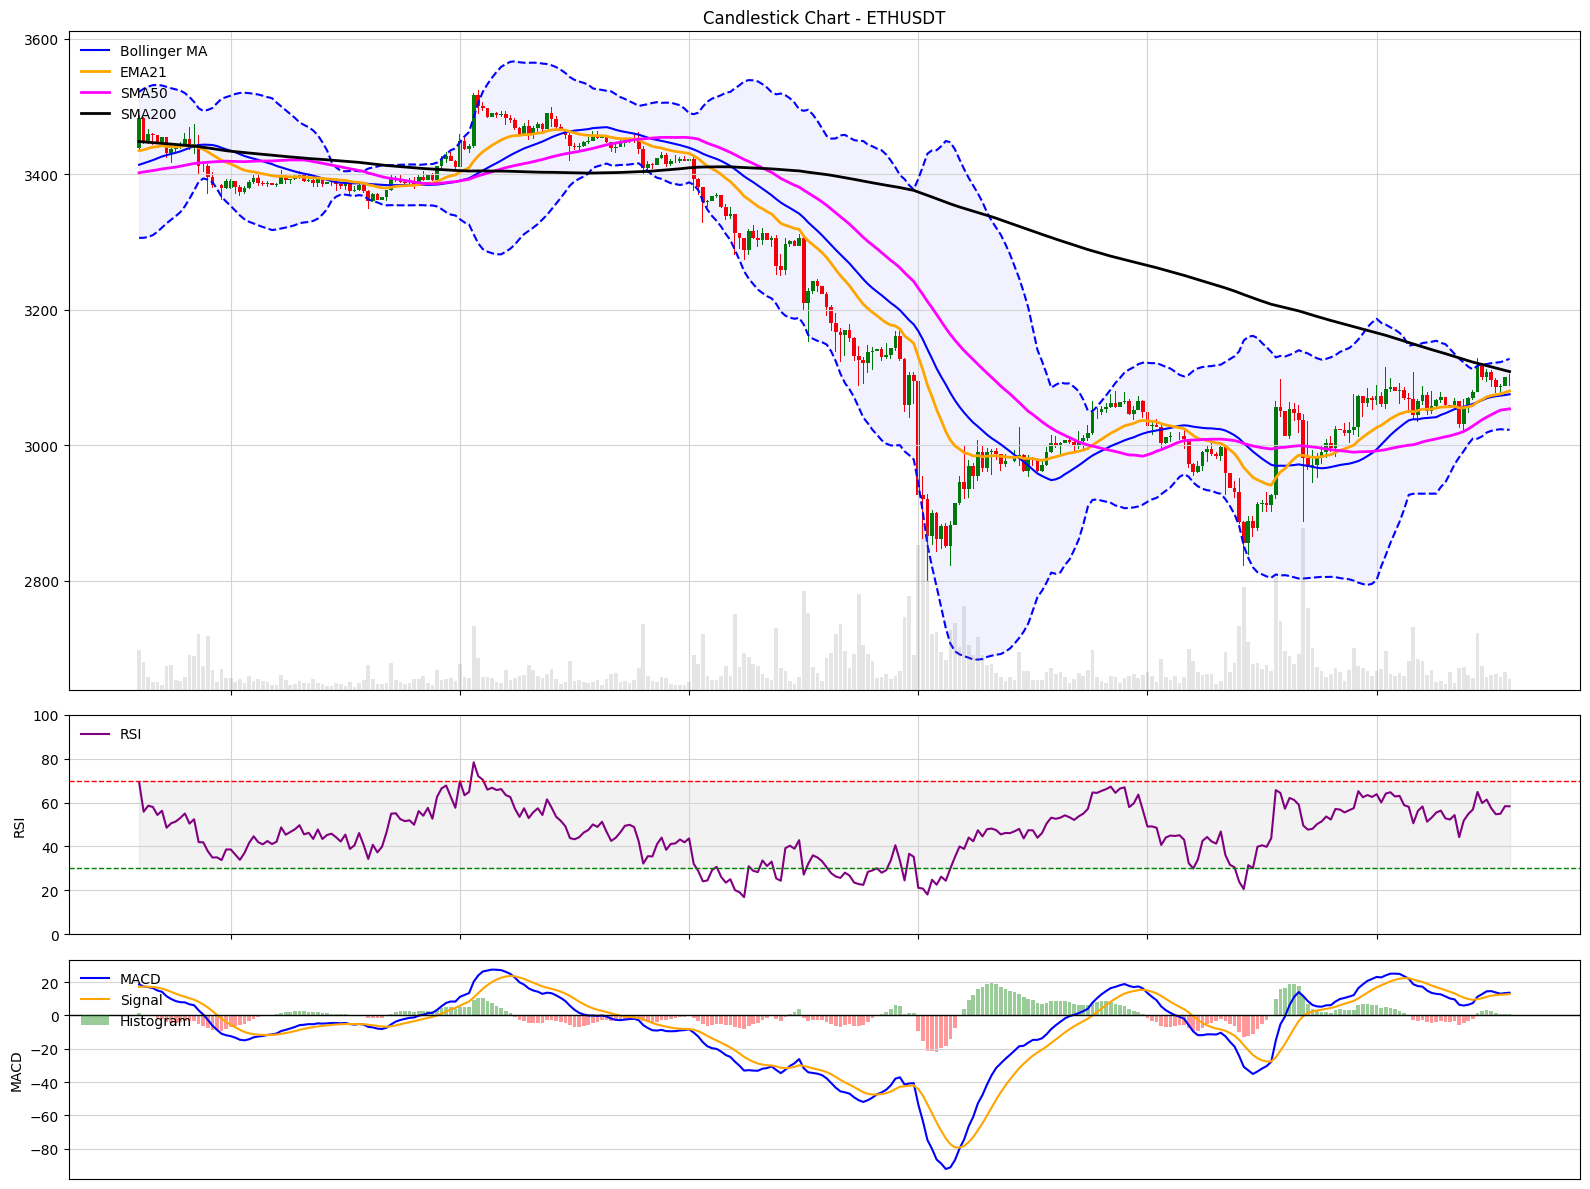 Candlestick Chart - ETHUSDT
3600
3400
3200
3000
2800
Bollinger MA
EMA21
SMA50
SMA200
100
80
60
40
20
0
RSI
RSI
20
0
−20
−40
−60
−80
MACD
MACD
Signal
Histogram